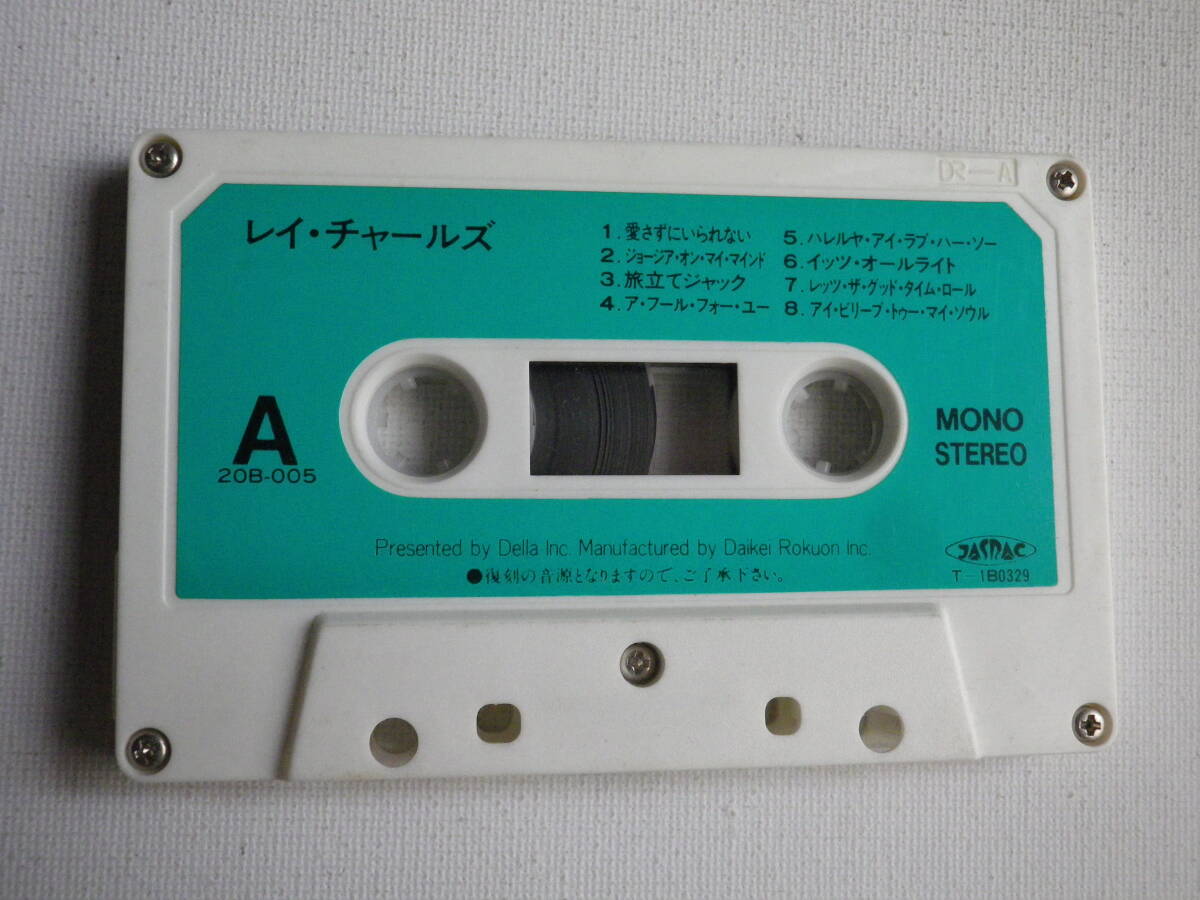 DR-A
レイ・チャールズ
1. 愛さずにいられない
2. ジョージア・オン・マイ・マインド
3. 旅立てジャック
4. ア・フール・フォー・ユー
5. ハレルヤ・アイ・ラブ・ハー・ソー
6. イッツ・オールライト
7. レッツ・ザ・グッド・タイム・ロール
8. アイ・ビリーブ・トゥー・マイ・ソウル
A
20B-005
MONO
STEREO
Presented by Della Inc. Manufactured by Daikei Rokuon Inc.
●復刻の音源となりますので、ご了承下さい。
JASRAC
T-1B0329